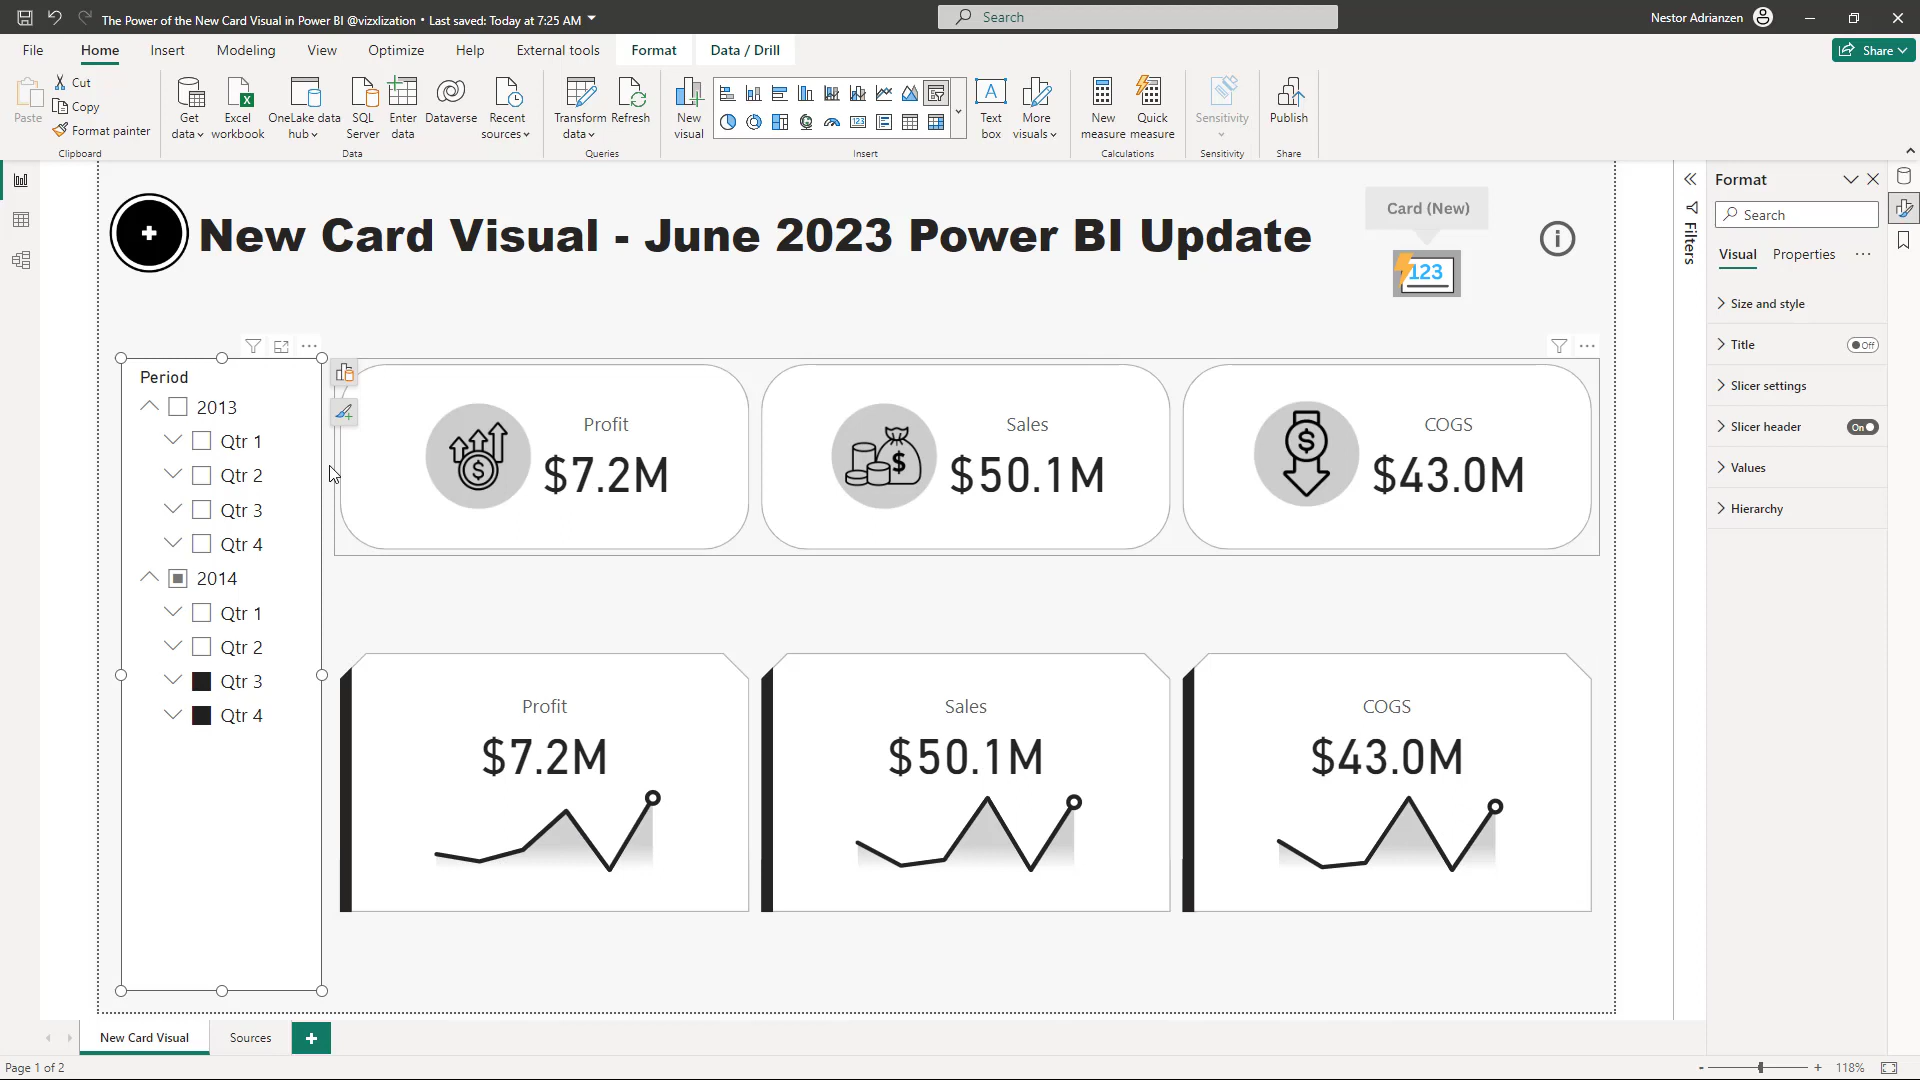 The Power of the New Card Visual in Power BI @vizxlization • Last saved: Today at 7:25 AM
Search
Nestor Adrianzen
File
Home
Insert
Modeling
View
Optimize
Help
External tools
Format
Data / Drill
Share
Paste
Cut
Copy
Format painter
Clipboard
Get data
Excel workbook
OneLake data hub
SQL Server
Enter data
Dataverse
Recent sources
Data
Transform data
Refresh
Queries
New visual
123
A
Text box
More visuals
Insert
New measure
Quick measure
Calculations
Sensitivity
Sensitivity
Publish
Share
New Card Visual - June 2023 Power BI Update
Card (New)
123
i
Period
2013
Qtr 1
Qtr 2
Qtr 3
Qtr 4
2014
Qtr 1
Qtr 2
Qtr 3
Qtr 4
$
Profit
$7.2M
$
Sales
$50.1M
$
COGS
$43.0M
Profit
$7.2M
Sales
$50.1M
COGS
$43.0M
Filters
Format
Search
Visual
Properties
Size and style
Title
Off
Slicer settings
Slicer header
On
Values
Hierarchy
New Card Visual
Sources
Page 1 of 2
- + 118%